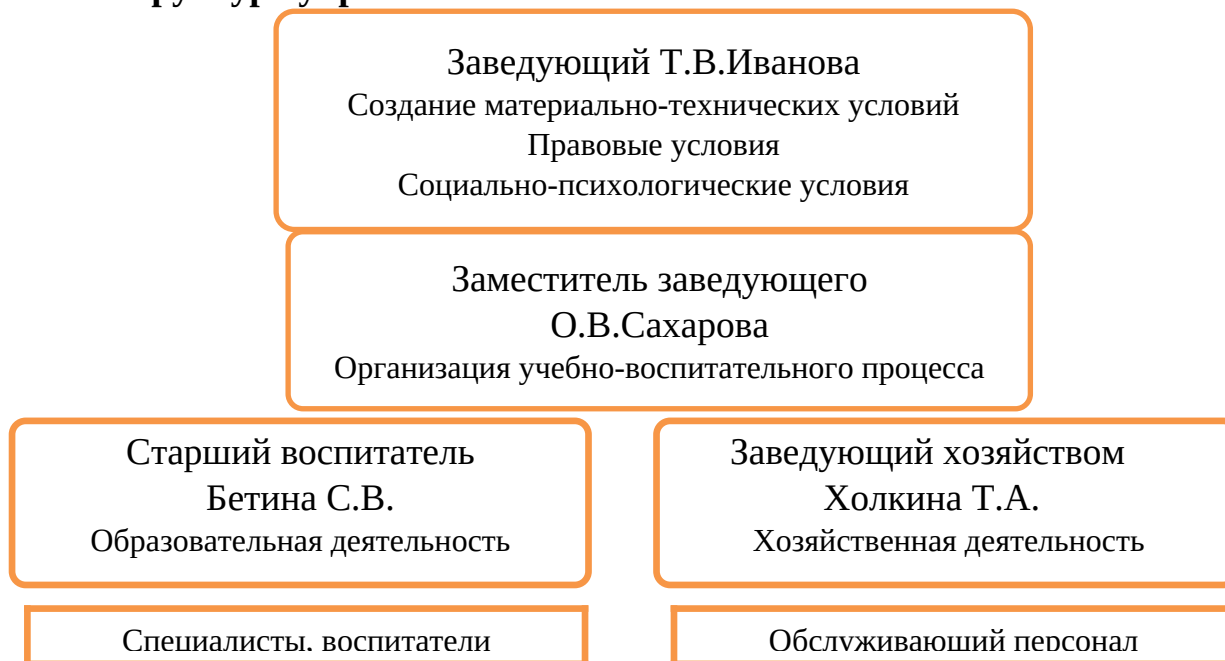 Заведующий Т.В.Иванова
Создание материально-технических условий
Правовые условия
Социально-психологические условия
Заместитель заведующего
О.В.Сахарова
Организация учебно-воспитательного процесса
Старший воспитатель
Бетина С.В.
Образовательная деятельность
Заведующий хозяйством
Холкина Т.А.
Хозяйственная деятельность
Специалисты, воспитатели
Обслуживающий персонал